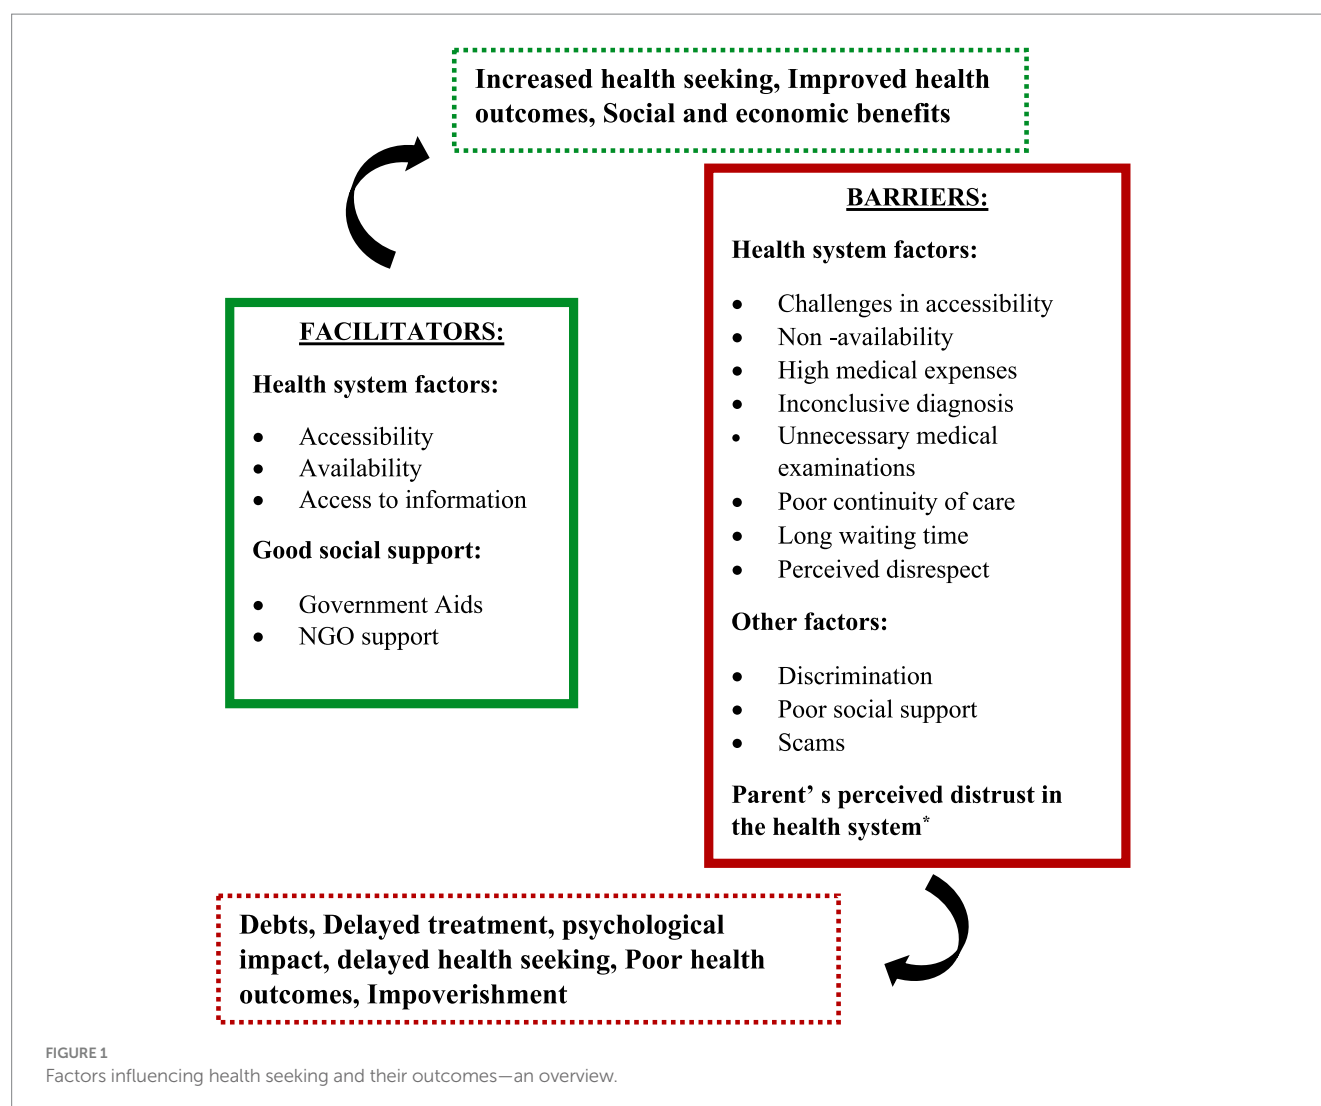 Increased health seeking, Improved health
outcomes, Social and economic benefits
FACILITATORS:
Health system factors:
• Accessibility
• Availability
• Access to information
Good social support:
• Government Aids
• NGO support
BARRIERS:
Health system factors:
• Challenges in accessibility
• Non -availability
• High medical expenses
• Inconclusive diagnosis
• Unnecessary medical
examinations
• Poor continuity of care
• Long waiting time
• Perceived disrespect
Other factors:
• Discrimination
• Poor social support
• Scams
Parent’ s perceived distrust in
the health system*
Debts, Delayed treatment, psychological
impact, delayed health seeking, Poor health
outcomes, Impoverishment
FIGURE 1
Factors influencing health seeking and their outcomes—an overview.